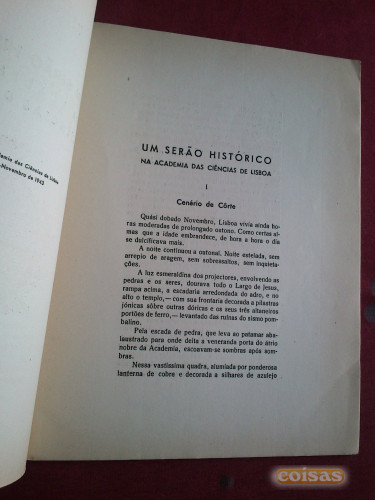 demia das Ciências de Lisboa
-Novembro de 1943
UM SERÃO HISTÓRICO
NA ACADEMIA DAS CIÊNCIAS DE LISBOA
I
Cenário de Côrte
Quási dobado Novembro, Lisboa vivia ainda ho-
ras moderadas de prolongado outono. Como certas al-
mas que a idade embrandece, de hora a hora o dia
se dulcificava mais.
A noite continuou a outonal. Noite estelada, sem
arrepio de aragem, sem sobressaltos, sem inquieta-
ções.
A luz esmeraldina dos projectores, envolvendo as
pedras e os seres, dourava todo o Largo de Jesus,
rampa acima, a escadaria arredondada do adro, e no
alto o templo,— com sua frontaria decorada a pilastras
jónicas sôbre outras dóricas e os seus três altaneiros
portões de ferro,— levantado das ruínas do sismo pom-
balino.
Pela escada de pedra, que leva ao patamar aba-
laustrado para onde deita a veneranda porta do átrio
nobre da Academia, escoavam-se sombras após som-
bras.
Nessa vastíssima quadra, alumiada por ponderosa
lanterna de cobre e decorada a silhares de azulejo
coisas